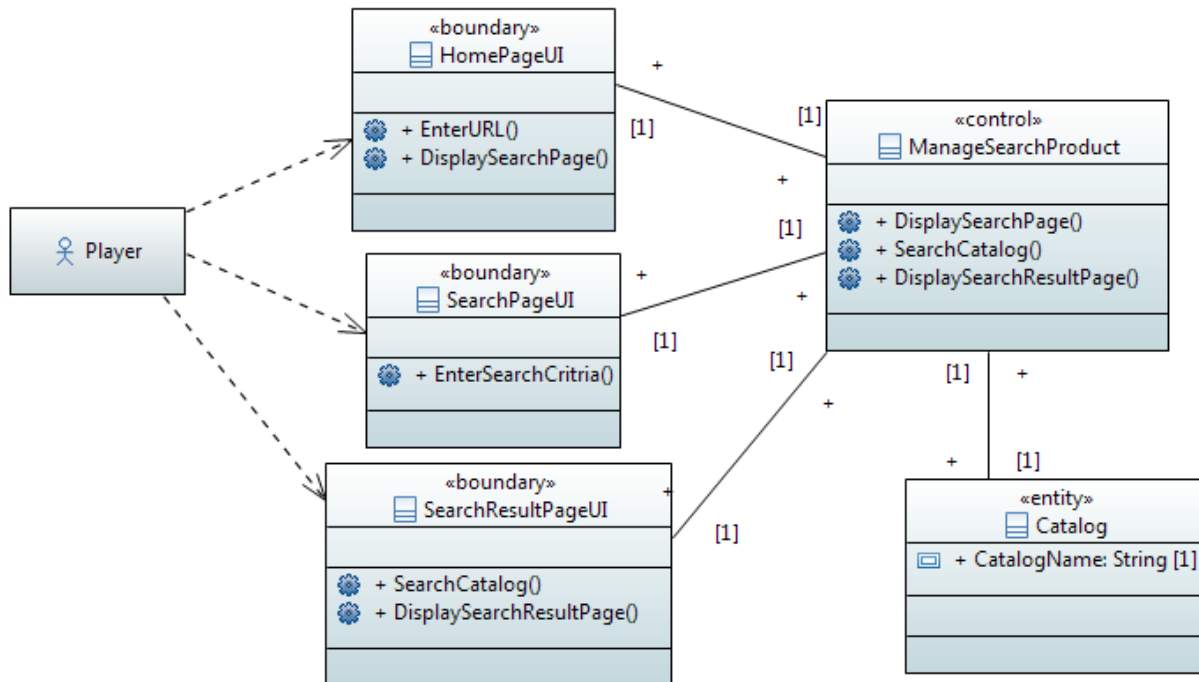 «boundary»
HomePageUI
+ EnterURL()
+ DisplaySearchPage()
+
[1]
[1]
«control»
ManageSearchProduct
+ DisplaySearchPage()
+ SearchCatalog()
+ DisplaySearchResultPage()
+
[1]
Player
«boundary»
SearchPageUI
+ EnterSearchCritria()
+
[1]
+
[1]
+
«boundary»
SearchResultPageUI
+ SearchCatalog()
+ DisplaySearchResultPage()
+
[1]
[1]
+
+
[1]
«entity»
Catalog
+ CatalogName: String [1]